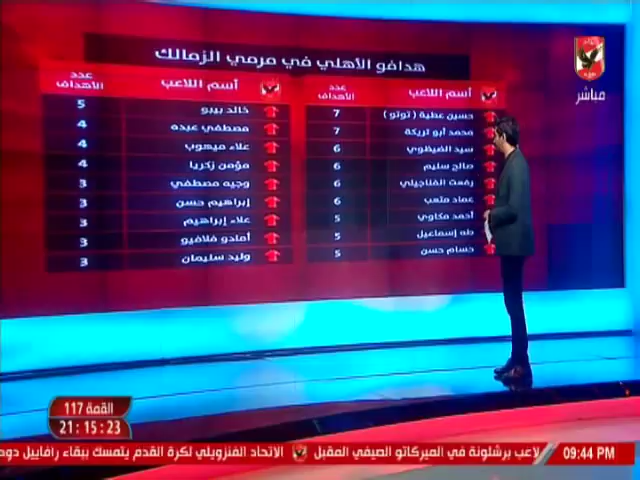 مباشر
هدافو الأهلي في مرمي الزمالك
أسم اللاعب عدد الأهداف
حسين عطية ( توتو ) 7
محمد أبو تريكة 7
سيد الضيظوي 6
صالح سليم 6
رفعت الفناجيلي 6
عماد متعب 6
أحمد مكاوي 5
طه إسماعيل 5
حسام حسن 5
أسم اللاعب عدد الأهداف
خالد بيبو 5
مصطفي عبده 4
علاء ميهوب 4
مؤمن زكريا 4
وجيه مصطفي 3
إبراهيم حسن 3
علاء إبراهيم 3
أمادو فلافيو 3
وليد سليمان 3
القمة 117
21:15:23
09:44 PM
لاعب برشلونة في الميركاتو الصيفي المقبل
الاتحاد الفنزويلي لكرة القدم يتمسك ببقاء رافاييل دود